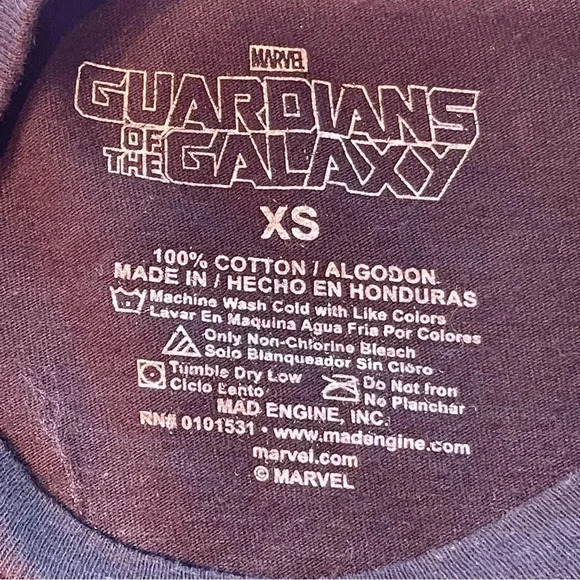 MARVEL
GUARDIANS
OF THE GALAXY
XS
100% COTTON / ALGODON
MADE IN / HECHO EN HONDURAS
Machine Wash Cold with Like Colors
Lavar En Maquina Agua Fria Por Colores
Only Non-Chlorine Bleach
Solo Blanqueador Sin Cloro
Tumble Dry Low
Ciclo Lento
Do Not Iron
No Planchar
MAD ENGINE, INC.
RN# 0101531 • www.madengine.com
marvel.com
© MARVEL